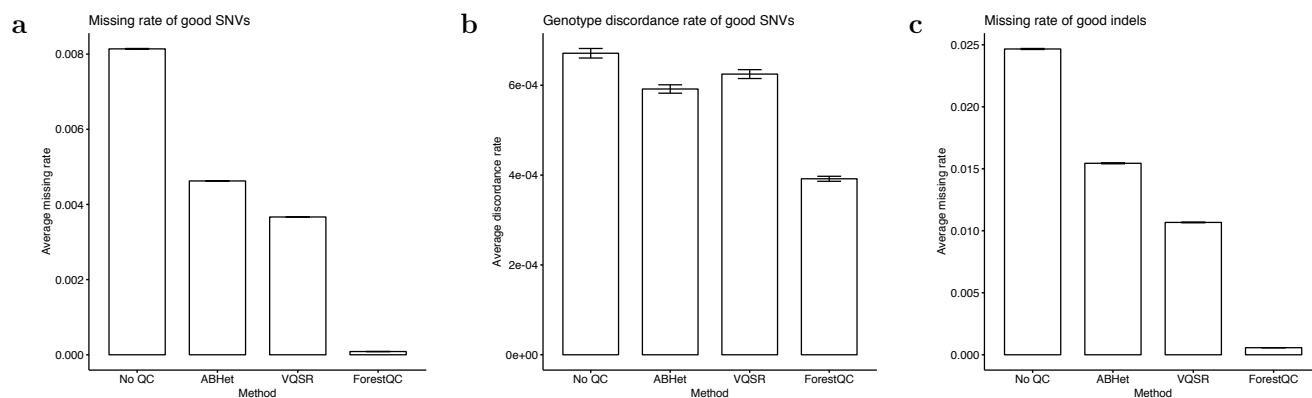 a
Missing rate of good SNVs
0.008
0.006
0.004
0.002
0.000
Average missing rate
No QC ABHet VQSR ForestQC
Method
b
Genotype discordance rate of good SNVs
6e-04
4e-04
2e-04
0e+00
Average discordance rate
No QC ABHet VQSR ForestQC
Method
c
Missing rate of good indels
0.025
0.020
0.015
0.010
0.005
0.000
Average missing rate
No QC ABHet VQSR ForestQC
Method